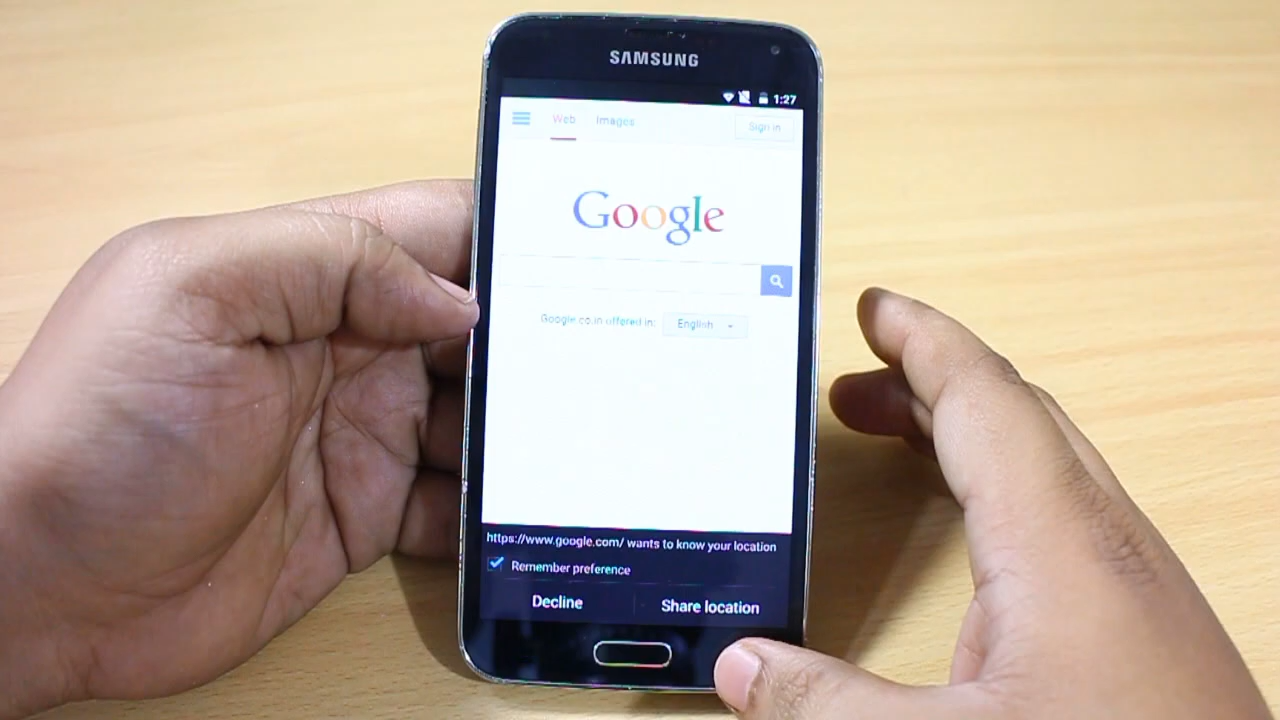 SAMSUNG
1:27
Web Images Sign in
Google
Google.co.in offered in: English
https://www.google.com/ wants to know your location
Remember preference
Decline Share location